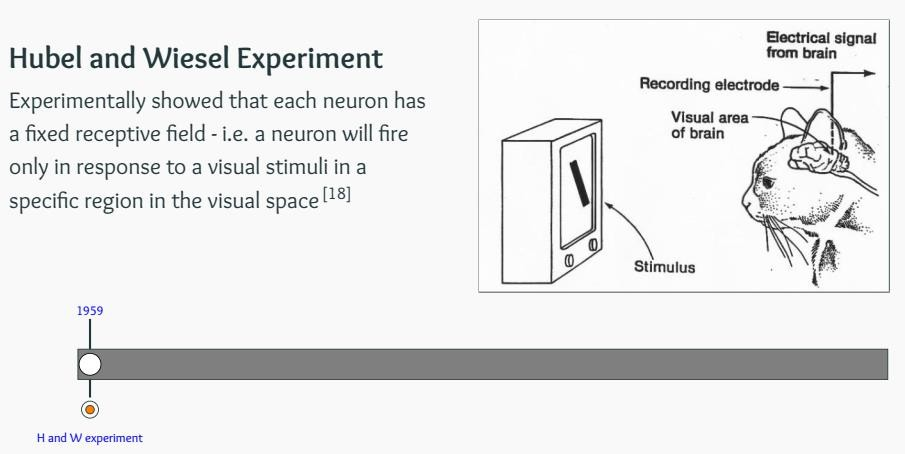 Hubel and Wiesel Experiment
Experimentally showed that each neuron has
a fixed receptive field - i.e. a neuron will fire
only in response to a visual stimuli in a
specific region in the visual space [18]
Electrical signal
from brain
Recording electrode
Visual area
of brain
Stimulus
1959
H and W experiment